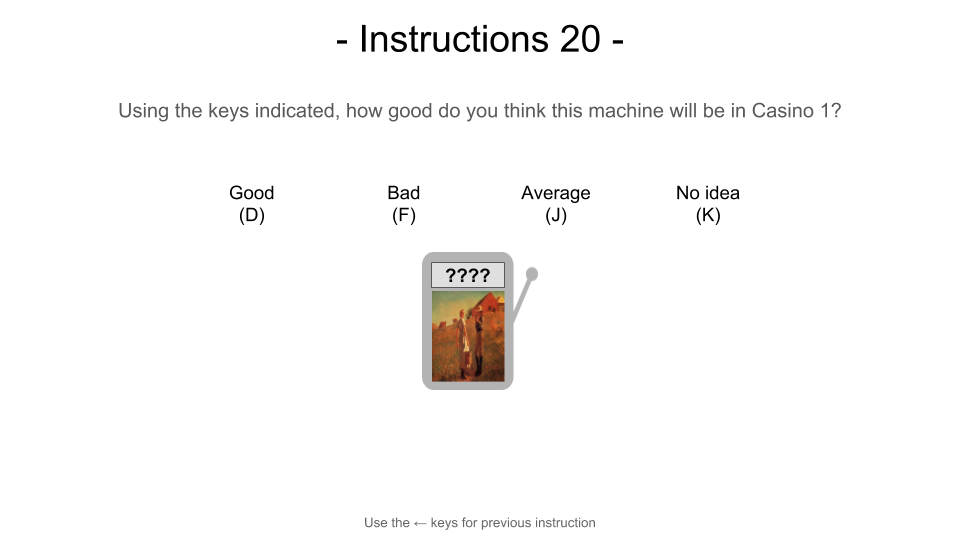 - Instructions 20 -
Using the keys indicated, how good do you think this machine will be in Casino 1?
Good Bad Average No idea
(D) (F) (J) (K)
????
Use the ← keys for previous instruction